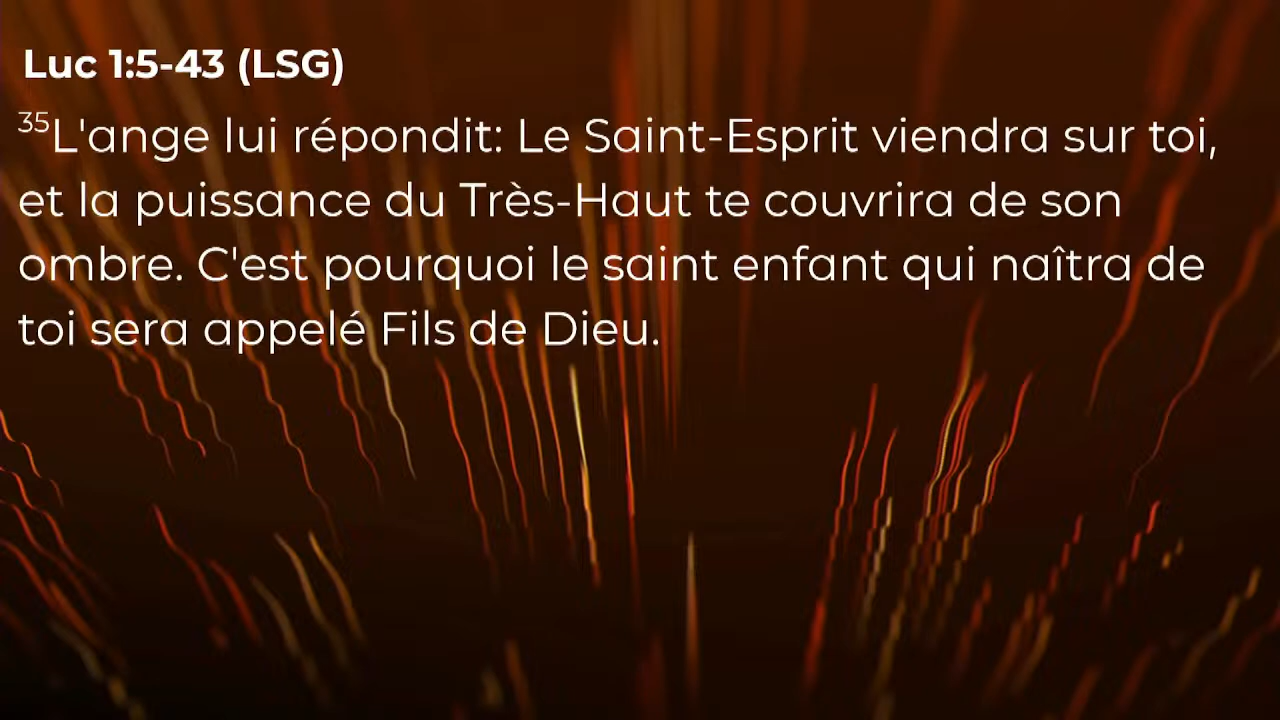 Luc 1:5-43 (LSG)
35L'ange lui répondit: Le Saint-Esprit viendra sur toi,
et la puissance du Très-Haut te couvrira de son
ombre. C'est pourquoi le saint enfant qui naîtra de
toi sera appelé Fils de Dieu.